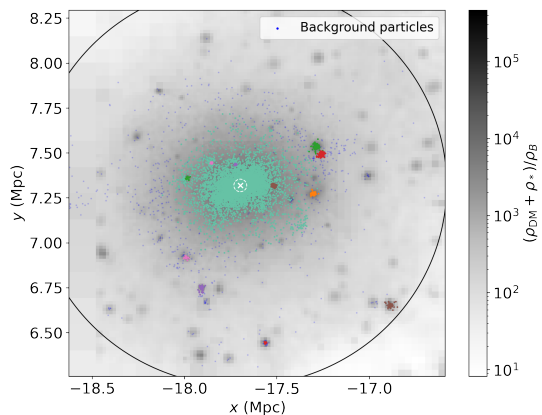 Background particles
8.25
8.00
7.75
7.50
7.25
7.00
6.75
6.50
y (Mpc)
−18.5 −18.0 −17.5 −17.0
x (Mpc)
10⁵
10⁴
10³
10²
10¹
(ρ_DM + ρ_*)/ρ_B